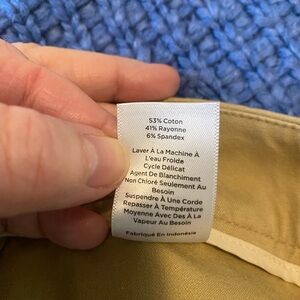 53% Coton
41% Rayonne
6% Spandex
Laver À La Machine À
L'eau Froide
Cycle Délicat
Agent De Blanchiment
Non Chloré Seulement Au
Besoin
Suspendre À Une Corde
Repasser À Température
Moyenne Avec Des À La
Vapeur Au Besoin
Fabriqué En Indonésie